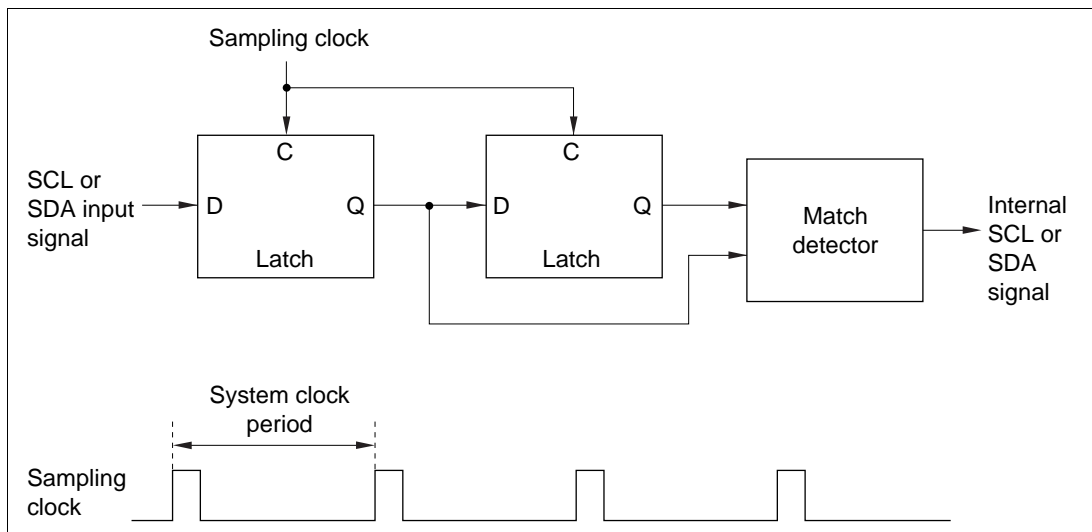 Sampling clock
C
C
SCL or
SDA input
signal
D
Q
D
Q
Latch
Latch
Match
detector
Internal
SCL or
SDA
signal
System clock
period
Sampling
clock